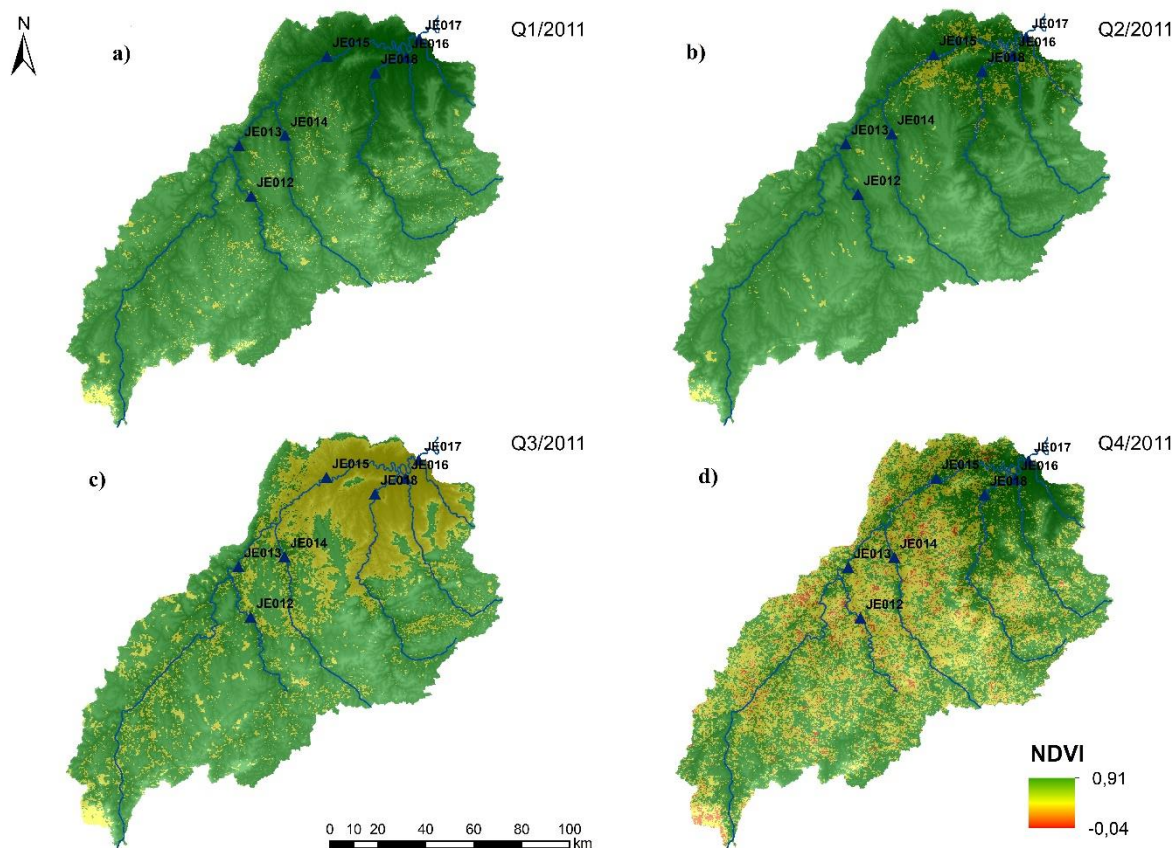 N
a)
Q1/2011
JE017
JE016
JE015
JE018
JE013
JE014
JE012
b)
Q2/2011
JE017
JE016
JE015
JE018
JE013
JE014
JE012
c)
Q3/2011
JE017
JE016
JE015
JE018
JE013
JE014
JE012
d)
Q4/2011
JE017
JE016
JE015
JE018
JE013
JE014
JE012
NDVI
0,91
-0,04
0 10 20 40 60 80 100
km